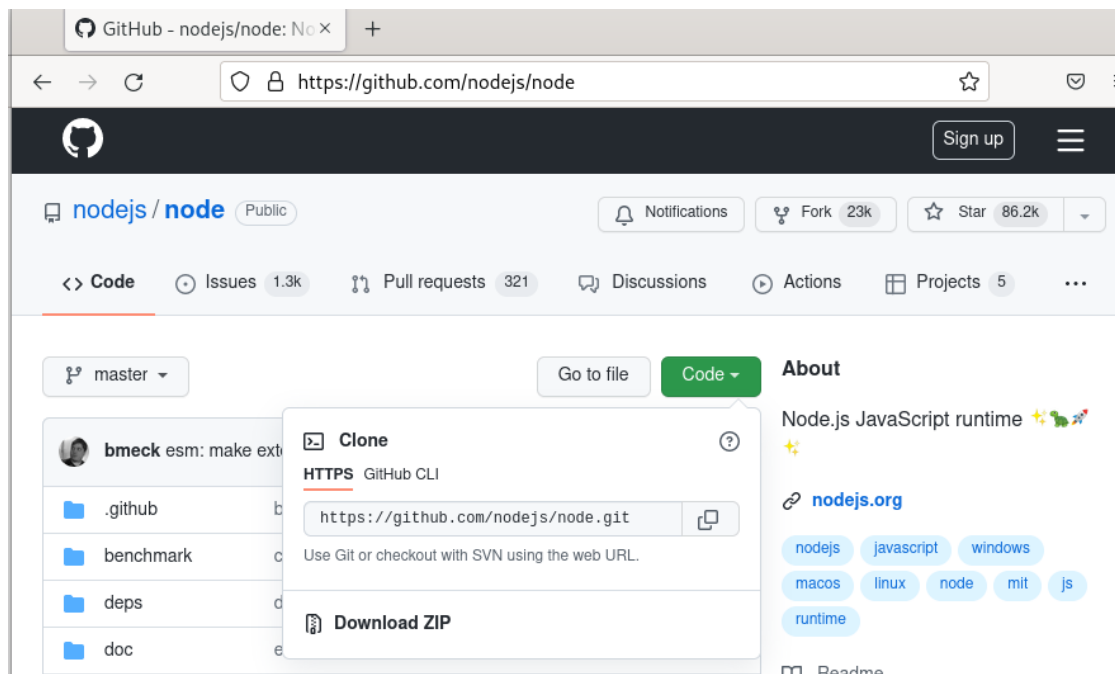 GitHub - nodejs/node: No
https://github.com/nodejs/node
Sign up
nodejs / node Public
Notifications Fork 23k Star 86.2k
Code Issues 1.3k Pull requests 321 Discussions Actions Projects 5
master Go to file Code
About
Node.js JavaScript runtime ✨🐢🚀
✨
nodejs.org
nodejs javascript windows
macos linux node mit js
runtime
Readme
Clone
HTTPS GitHub CLI
https://github.com/nodejs/node.git
Use Git or checkout with SVN using the web URL.
Download ZIP
bmeck esm: make
.github
benchmark
deps
doc